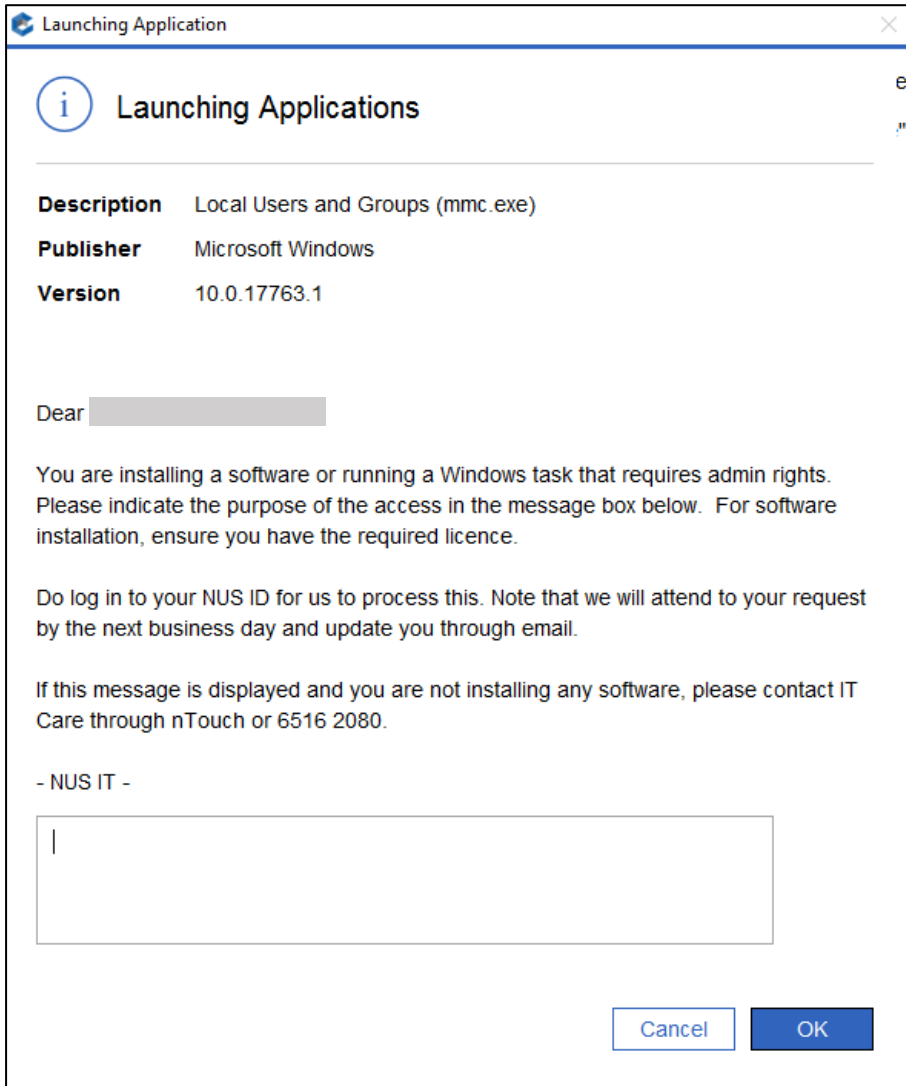 Launching Application
Launching Applications
Description Local Users and Groups (mmc.exe)
Publisher Microsoft Windows
Version 10.0.17763.1
Dear
You are installing a software or running a Windows task that requires admin rights.
Please indicate the purpose of the access in the message box below.  For software
installation, ensure you have the required licence.
Do log in to your NUS ID for us to process this. Note that we will attend to your request
by the next business day and update you through email.
If this message is displayed and you are not installing any software, please contact IT
Care through nTouch or 6516 2080.
- NUS IT -
Cancel OK